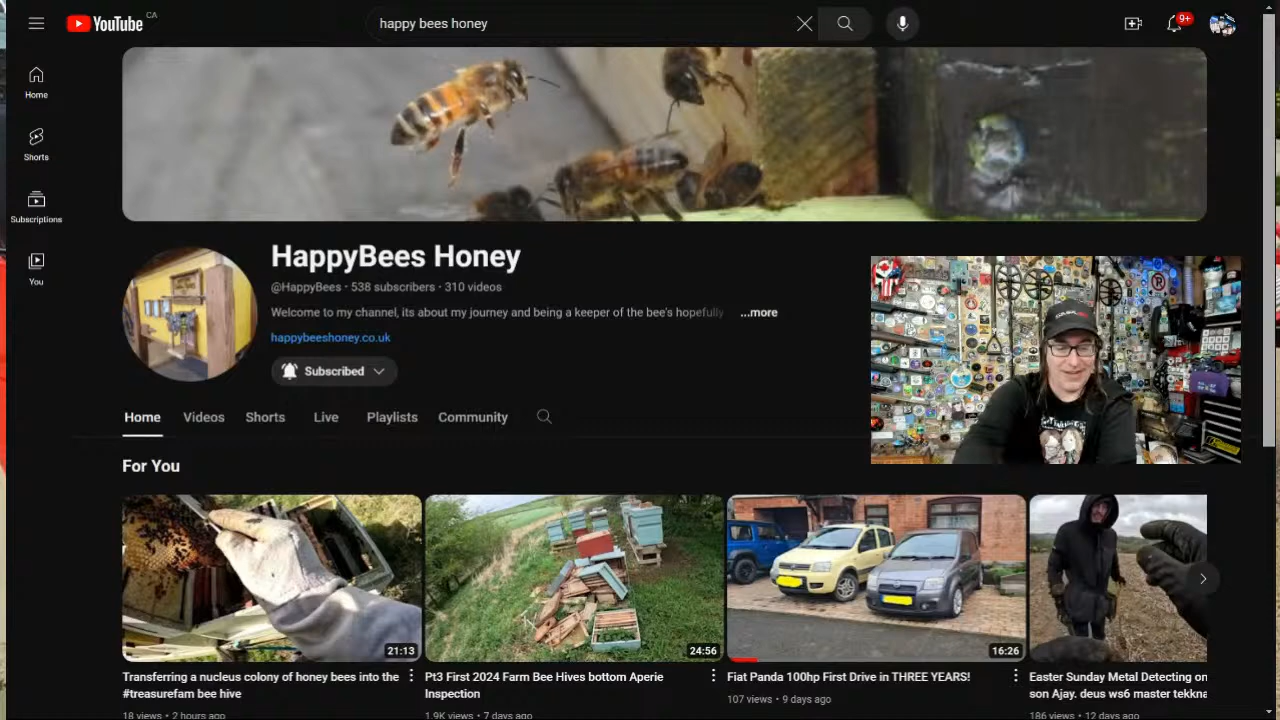 YouTube CA
happy bees honey
9+
Home
Shorts
Subscriptions
You
HappyBees Honey
@HappyBees · 538 subscribers · 310 videos
Welcome to my channel, its about my journey and being a keeper of the bee's hopefully ...more
happybeeshoney.co.uk
Subscribed
Home Videos Shorts Live Playlists Community
For You
21:13
24:56
16:26
Transferring a nucleus colony of honey bees into the
#treasurefam bee hive
18 views · 2 hours ago
Pt3 First 2024 Farm Bee Hives bottom Aperie
Inspection
1.9K views · 7 days ago
Fiat Panda 100hp First Drive in THREE YEARS!
107 views · 9 days ago
Easter Sunday Metal Detecting on
son Ajay. deus ws6 master tekkna
186 views · 12 days ago